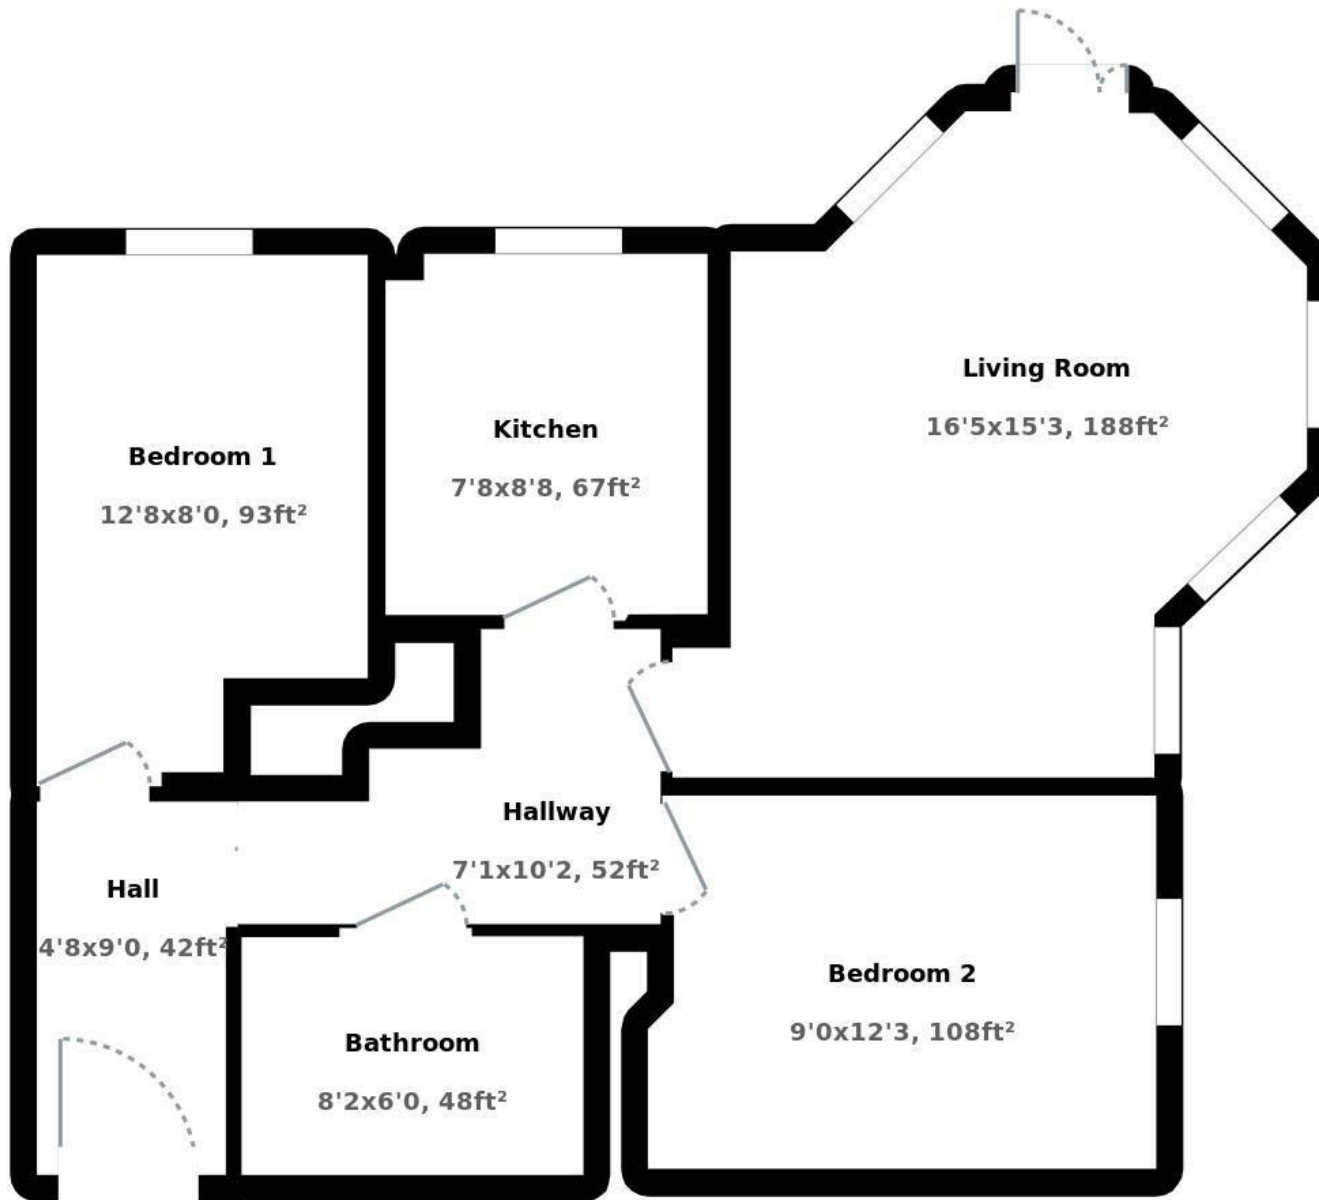 Living Room
16'5x15'3, 188ft²
Kitchen
7'8x8'8, 67ft²
Bedroom 1
12'8x8'0, 93ft²
Hallway
7'1x10'2, 52ft²
Hall
4'8x9'0, 42ft²
Bedroom 2
9'0x12'3, 108ft²
Bathroom
8'2x6'0, 48ft²